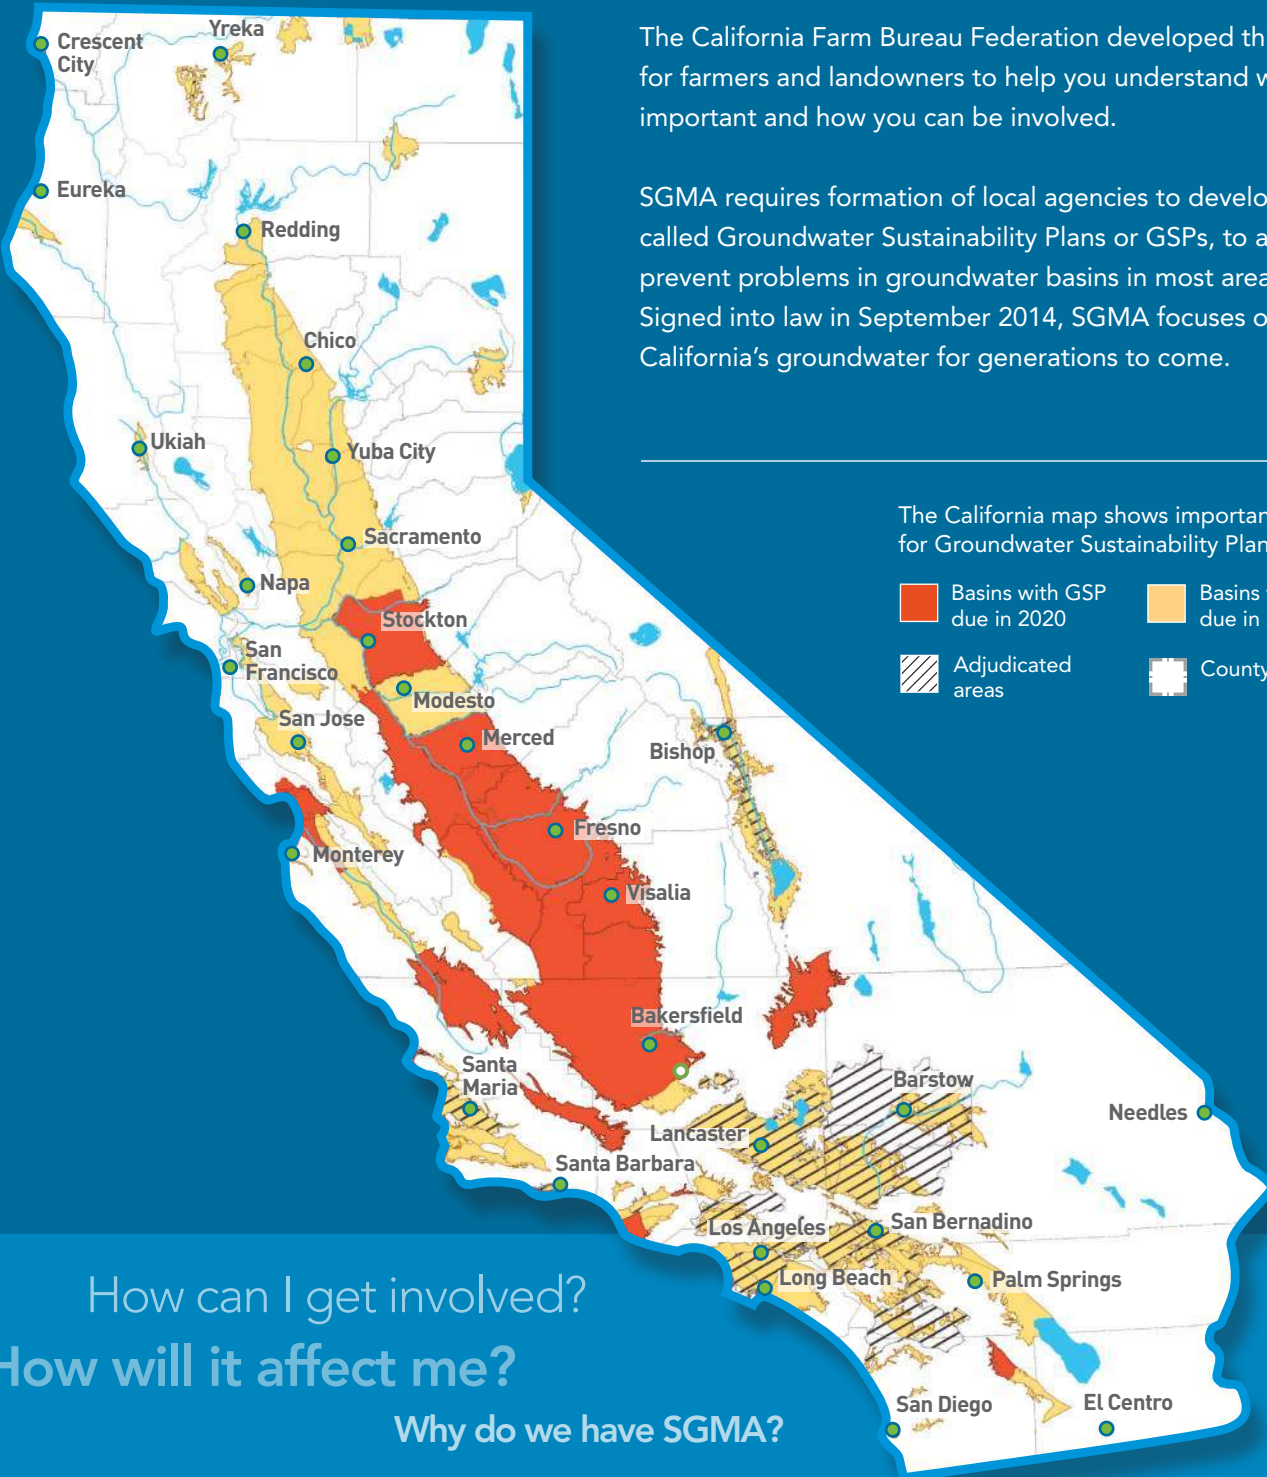 The California Farm Bureau Federation developed th
for farmers and landowners to help you understand w
important and how you can be involved.
SGMA requires formation of local agencies to develo
called Groundwater Sustainability Plans or GSPs, to a
prevent problems in groundwater basins in most area
Signed into law in September 2014, SGMA focuses o
California's groundwater for generations to come.
The California map shows importan
for Groundwater Sustainability Plan
Basins with GSP
due in 2020
Basins
due in
Adjudicated
areas
County
Crescent
City
Yreka
Eureka
Redding
Chico
Ukiah
Yuba City
Sacramento
Napa
Stockton
San
Francisco
Modesto
San Jose
Merced
Bishop
Fresno
Monterey
Visalia
Bakersfield
Santa
Maria
Barstow
Needles
Lancaster
Santa Barbara
Los Angeles
San Bernadino
Long Beach
Palm Springs
San Diego
El Centro
How can I get involved?
How will it affect me?
Why do we have SGMA?